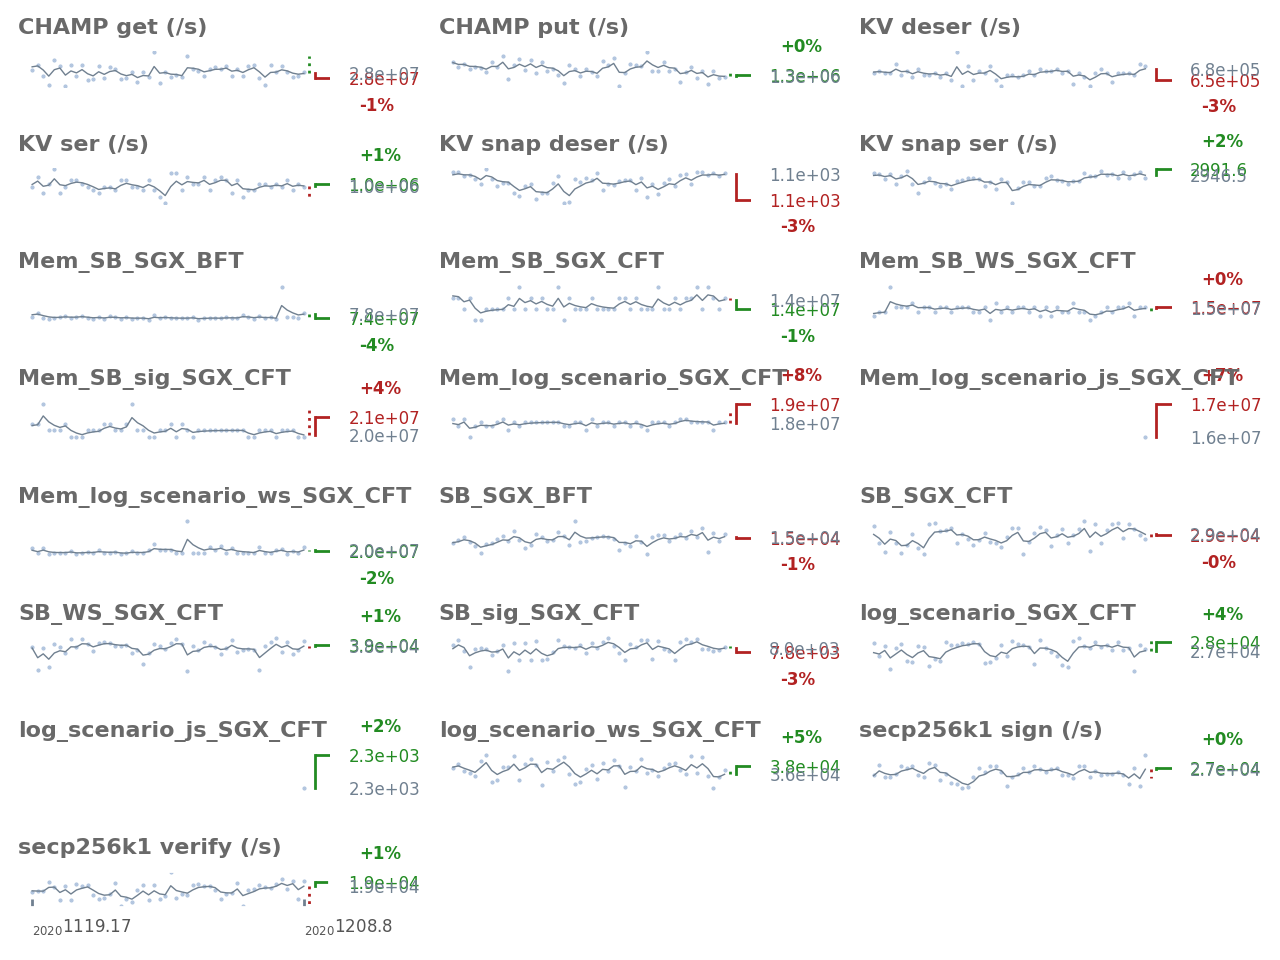 CHAMP get (/s)
2.8e+07
2.8e+07
-1%
CHAMP put (/s)
+0%
1.3e+06
1.3e+06
KV deser (/s)
6.8e+05
6.5e+05
-3%
KV ser (/s)
+1%
1.0e+06
1.0e+06
KV snap deser (/s)
1.1e+03
1.1e+03
-3%
KV snap ser (/s)
+2%
2991.6
2946.5
Mem_SB_SGX_BFT
7.8e+07
7.4e+07
-4%
Mem_SB_SGX_CFT
1.4e+07
1.4e+07
-1%
Mem_SB_WS_SGX_CFT
+0%
1.5e+07
1.5e+07
Mem_SB_sig_SGX_CFT
+4%
2.1e+07
2.0e+07
Mem_log_scenario_SGX_CFT
+8%
1.9e+07
1.8e+07
Mem_log_scenario_js_SGX_CFT
+7%
1.7e+07
1.6e+07
Mem_log_scenario_ws_SGX_CFT
2.0e+07
2.0e+07
-2%
SB_SGX_BFT
1.5e+04
1.5e+04
-1%
SB_SGX_CFT
2.9e+04
2.9e+04
-0%
SB_WS_SGX_CFT
+1%
3.9e+04
SB_sig_SGX_CFT
8.0e+03
7.8e+03
-3%
log_scenario_SGX_CFT
+4%
2.8e+04
2.7e+04
log_scenario_js_SGX_CFT
+2%
2.3e+03
2.3e+03
log_scenario_ws_SGX_CFT
+5%
3.8e+04
3.6e+04
secp256k1 sign (/s)
+0%
2.7e+04
2.7e+04
secp256k1 verify (/s)
+1%
1.9e+04
1.9e+04
2020 1119.17
2020 1208.8